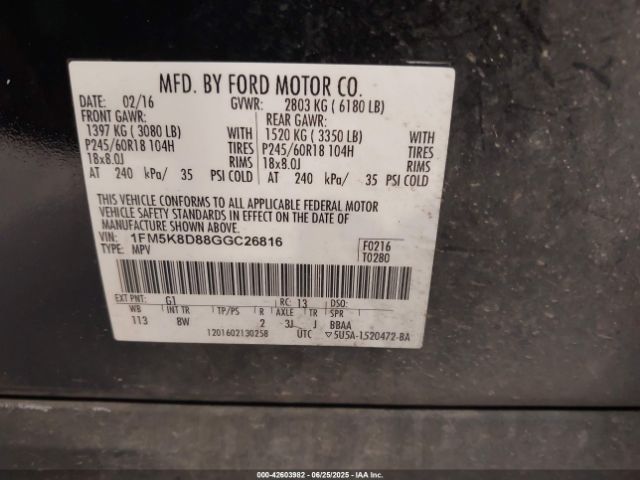 MFD. BY FORD MOTOR CO.
DATE: 02/16 GVWR: 2803 KG ( 6180 LB)
FRONT GAWR: REAR GAWR:
1397 KG ( 3080 LB) WITH 1520 KG ( 3350 LB) WITH
P245/60R18 104H TIRES P245/60R18 104H TIRES
18x8.0J RIMS 18x8.0J RIMS
AT 240 kPa/ 35 PSI COLD AT 240 kPa/ 35 PSI COLD
THIS VEHICLE CONFORMS TO ALL APPLICABLE FEDERAL MOTOR
VEHICLE SAFETY STANDARDS IN EFFECT ON THE DATE OF
MANUFACTURE SHOWN ABOVE.
VIN: 1FM5K8D88GGC26816 F0216
TYPE: MPV T0280
EXT PNT: G1 RC: 13 DSO:
WB INT TR TP/PS R AXLE TR SPR
113 BW 2 3J J BBAA
1201602130258 UTC ▽5U5A-1520472-BA
00-42603982 | 06/25/2025 | IAAI.COM